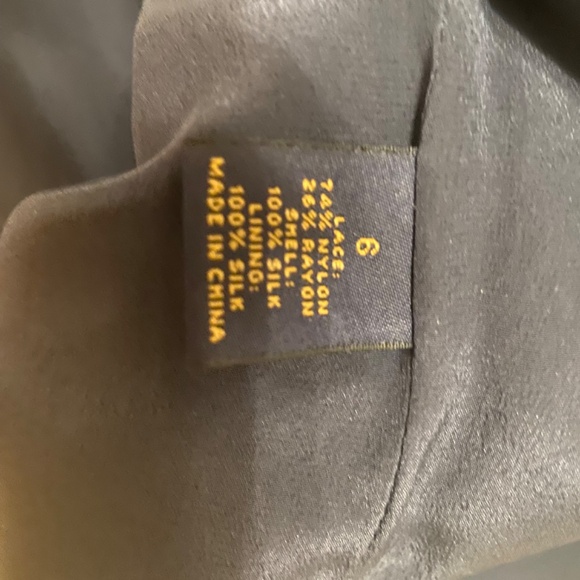 6
LACE:
74% NYLON
26% RAYON
SHELL:
100% SILK
LINING:
100% SILK
MADE IN CHINA